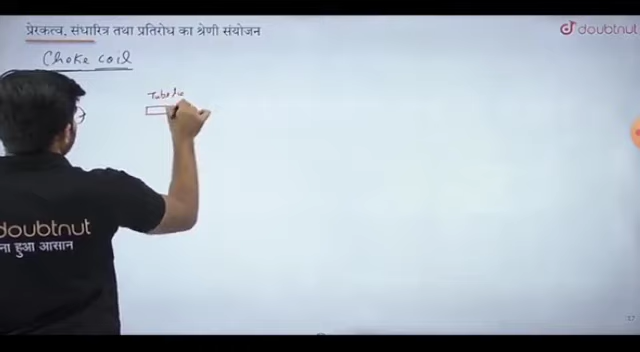 प्रेरकत्व, संधारित्र तथा प्रतिरोध का श्रेणी संयोजन
doubtnut
Choke coil
doubtnut
ना हुआ आसान